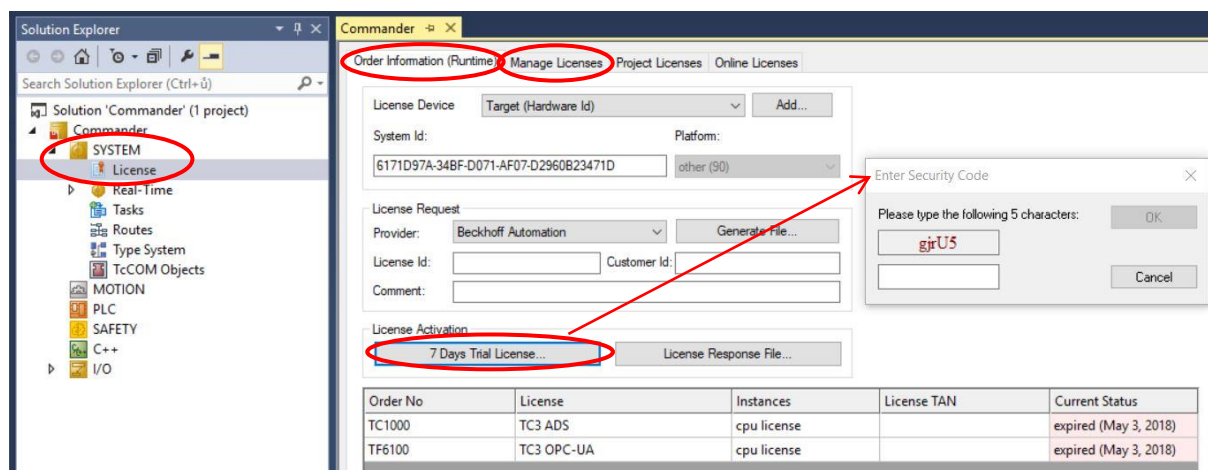 Solution Explorer
Search Solution Explorer (Ctrl+ů)
Solution 'Commander' (1 project)
Commander
SYSTEM
License
Real-Time
Tasks
Routes
Type System
TcCOM Objects
MOTION
PLC
SAFETY
C++
I/O
Commander
Order Information (Runtime) Manage Licenses Project Licenses Online Licenses
License Device Target (Hardware Id) Add...
System Id: Platform:
6171D97A-34BF-D071-AF07-D2960B23471D other (90)
License Request
Provider: Beckhoff Automation Generate File...
License Id: Customer Id:
Comment:
License Activation
7 Days Trial License... License Response File...
Order No License Instances License TAN Current Status
TC1000 TC3 ADS cpu license expired (May 3, 2018)
TF6100 TC3 OPC-UA cpu license expired (May 3, 2018)
Enter Security Code
Please type the following 5 characters: OK
gjrU5
Cancel